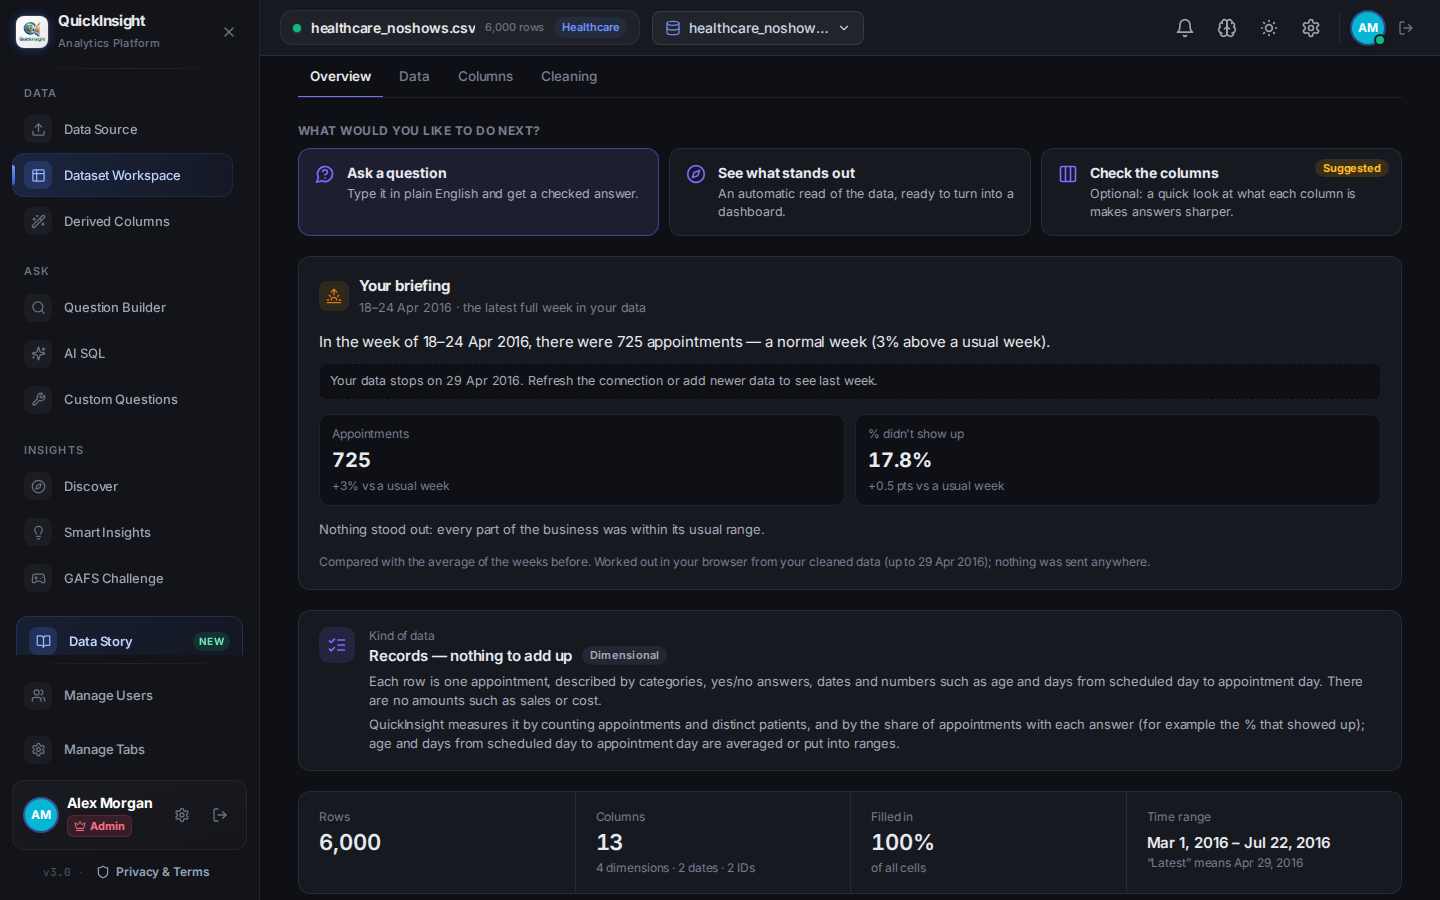 QuickInsight
Analytics Platform
DATA
Data Source
Dataset Workspace
Derived Columns
ASK
Question Builder
AI SQL
Custom Questions
INSIGHTS
Discover
Smart Insights
GAFS Challenge
Data Story NEW
Manage Users
Manage Tabs
AM Alex Morgan
Admin
v3.0 · Privacy & Terms
healthcare_noshows.csv 6,000 rows Healthcare
healthcare_noshow...
AM
Overview Data Columns Cleaning
WHAT WOULD YOU LIKE TO DO NEXT?
Ask a question
Type it in plain English and get a checked answer.
See what stands out
An automatic read of the data, ready to turn into a
dashboard.
Check the columns Suggested
Optional: a quick look at what each column is
makes answers sharper.
Your briefing
18–24 Apr 2016 · the latest full week in your data
In the week of 18–24 Apr 2016, there were 725 appointments — a normal week (3% above a usual week).
Your data stops on 29 Apr 2016. Refresh the connection or add newer data to see last week.
Appointments
725
+3% vs a usual week
% didn't show up
17.8%
+0.5 pts vs a usual week
Nothing stood out: every part of the business was within its usual range.
Compared with the average of the weeks before. Worked out in your browser from your cleaned data (up to 29 Apr 2016); nothing was sent anywhere.
Kind of data
Records — nothing to add up Dimensional
Each row is one appointment, described by categories, yes/no answers, dates and numbers such as age and days from scheduled day to appointment day. There
are no amounts such as sales or cost.
QuickInsight measures it by counting appointments and distinct patients, and by the share of appointments with each answer (for example the % that showed up);
age and days from scheduled day to appointment day are averaged or put into ranges.
Rows
6,000
Columns
13
4 dimensions · 2 dates · 2 IDs
Filled in
100%
of all cells
Time range
Mar 1, 2016 – Jul 22, 2016
“Latest” means Apr 29, 2016